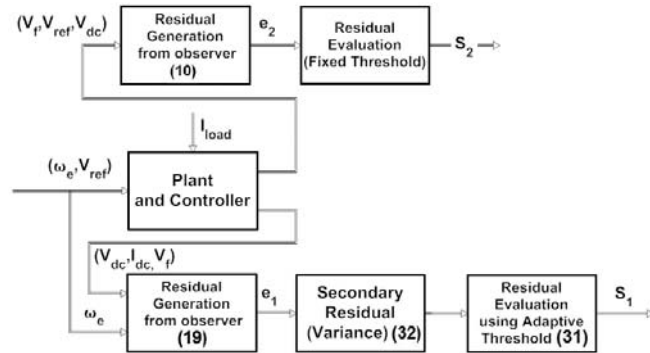 (V_f,V_ref,V_dc)
Residual
Generation
from observer
(10)
e_2
Residual
Evaluation
(Fixed Threshold)
S_2
I_load
(ω_e,V_ref)
Plant
and Controller
(V_dc,I_dc,V_f)
ω_e
Residual
Generation
from observer
(19)
e_1
Secondary
Residual
(Variance) (32)
Residual
Evaluation
using Adaptive
Threshold (31)
S_1